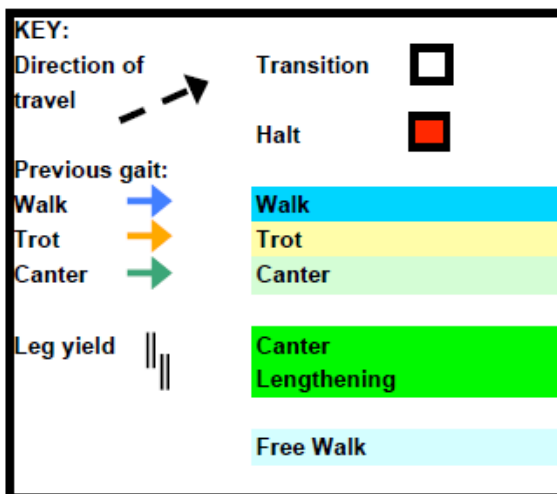 KEY:
Direction of travel
Transition
Halt
Previous gait:
Walk
Walk
Trot
Trot
Canter
Canter
Leg yield
Canter
Lengthening
Free Walk